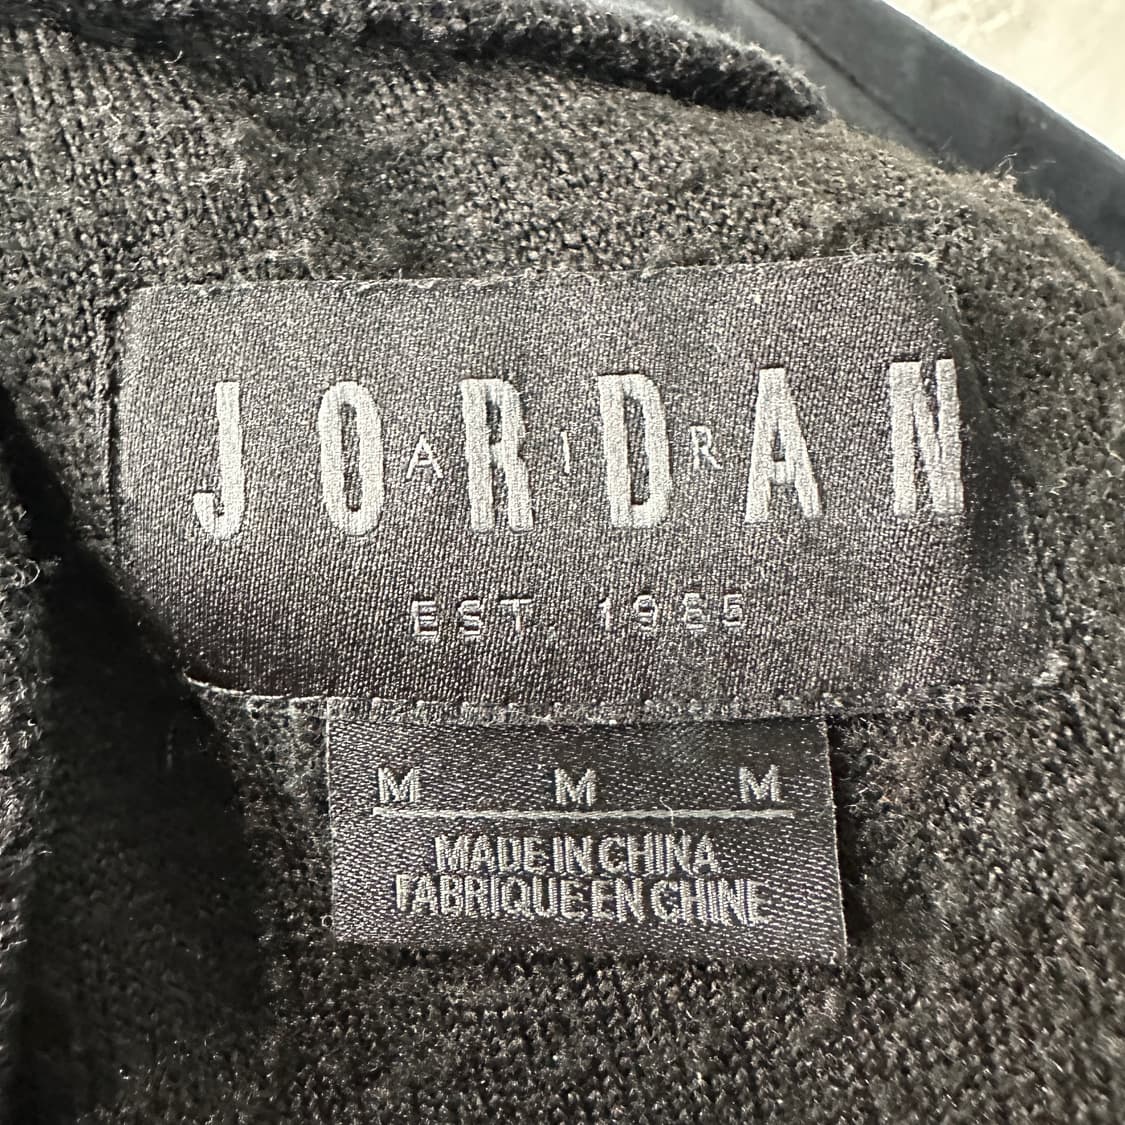 JORDAN
AIR
EST. 1985
M M M
MADE IN CHINA
FABRIQUE EN CHINE